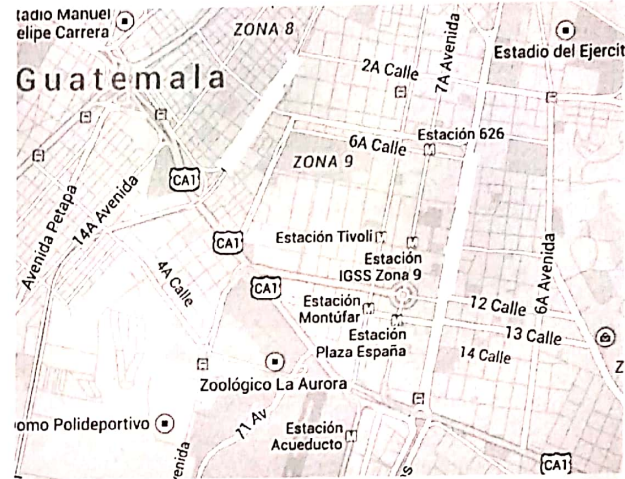 tadio Manuel
elipe Carrera
ZONA 8
7A Avenida
Estadio del Ejercit
Guatemala
2A Calle
Estación 626
6A Calle
ZONA 9
CA1
14A Avenida
Avenida Petapa
CA1
Estación Tivoli
Estación
IGSS Zona 9
4A Calle
CA1
6A Avenida
Estación
Montúfar
12 Calle
13 Calle
Estación
Plaza España
14 Calle
Z
Zoológico La Aurora
11 Av
omo Polideportivo
Estación
Acueducto
venida
os
CA1